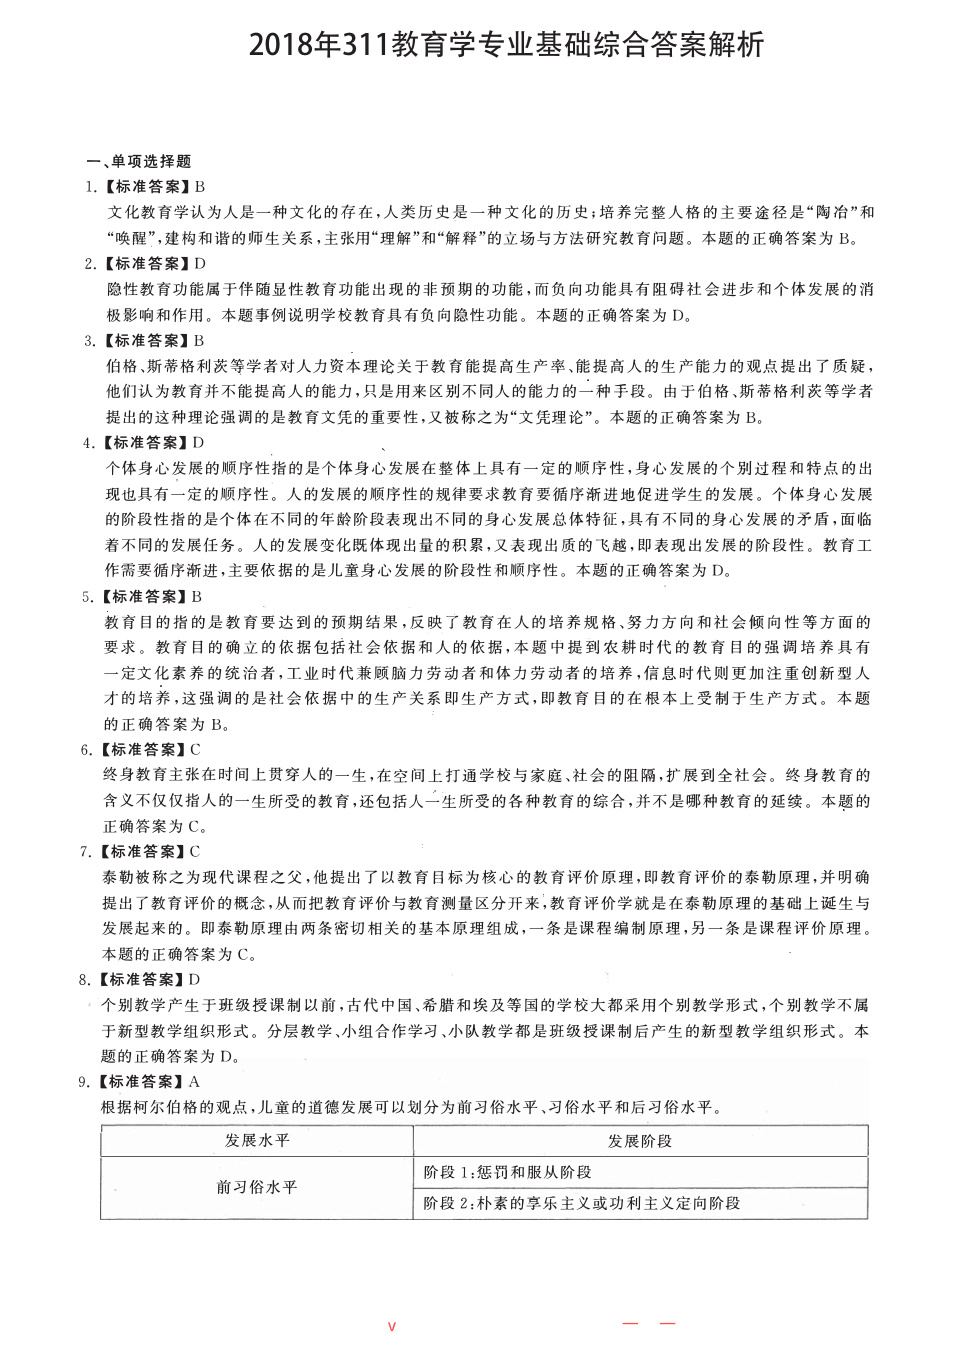 2018年311教育学专业基础综合答案解析
一、单项选择题
1.【标准答案】B
文化教育学认为人是一种文化的存在,人类历史是一种文化的历史;培养完整人格的主要途径是“陶冶”和
“唤醒”,建构和谐的师生关系,主张用“理解”和“解释”的立场与方法研究教育问题。本题的正确答案为 B。
2.【标准答案】D
隐性教育功能属于伴随显性教育功能出现的非预期的功能,而负向功能具有阻碍社会进步和个体发展的消
极影响和作用。本题事例说明学校教育具有负向隐性功能。本题的正确答案为 D。
3.【标准答案】B
伯格、斯蒂格利茨等学者对人力资本理论关于教育能提高生产率、能提高人的生产能力的观点提出了质疑,
他们认为教育并不能提高人的能力,只是用来区别不同人的能力的一种手段。由于伯格、斯蒂格利茨等学者
提出的这种理论强调的是教育文凭的重要性,又被称之为“文凭理论”。本题的正确答案为 B。
4.【标准答案】D
个体身心发展的顺序性指的是个体身心发展在整体上具有一定的顺序性,身心发展的个别过程和特点的出
现也具有一定的顺序性。人的发展的顺序性的规律要求教育要循序渐进地促进学生的发展。个体身心发展
的阶段性指的是个体在不同的年龄阶段表现出不同的身心发展总体特征,具有不同的身心发展的矛盾,面临
着不同的发展任务。人的发展变化既体现出量的积累,又表现出质的飞越,即表现出发展的阶段性。教育工
作需要循序渐进,主要依据的是儿童身心发展的阶段性和顺序性。本题的正确答案为 D。
5.【标准答案】B
教育目的指的是教育要达到的预期结果,反映了教育在人的培养规格、努力方向和社会倾向性等方面的
要求。教育目的确立的依据包括社会依据和人的依据,本题中提到农耕时代的教育目的强调培养具有
一定文化素养的统治者,工业时代兼顾脑力劳动者和体力劳动者的培养,信息时代则更加注重创新型人
才的培养,这强调的是社会依据中的生产关系即生产方式,即教育目的在根本上受制于生产方式。本题
的正确答案为 B。
6.【标准答案】C
终身教育主张在时间上贯穿人的一生,在空间上打通学校与家庭、社会的阻隔,扩展到全社会。终身教育的
含义不仅仅指人的一生所受的教育,还包括人一生所受的各种教育的综合,并不是哪种教育的延续。本题的
正确答案为 C。
7.【标准答案】C
泰勒被称之为现代课程之父,他提出了以教育目标为核心的教育评价原理,即教育评价的泰勒原理,并明确
提出了教育评价的概念,从而把教育评价与教育测量区分开来,教育评价学就是在泰勒原理的基础上诞生与
发展起来的。即泰勒原理由两条密切相关的基本原理组成,一条是课程编制原理,另一条是课程评价原理。
本题的正确答案为 C。
8.【标准答案】D
个别教学产生于班级授课制以前,古代中国、希腊和埃及等国的学校大都采用个别教学形式,个别教学不属
于新型教学组织形式。分层教学、小组合作学习、小队教学都是班级授课制后产生的新型教学组织形式。本
题的正确答案为 D。
9.【标准答案】A
根据柯尔伯格的观点,儿童的道德发展可以划分为前习俗水平、习俗水平和后习俗水平。
发展水平 发展阶段
前习俗水平
阶段 1:惩罚和服从阶段
阶段 2:朴素的享乐主义或功利主义定向阶段
v — —